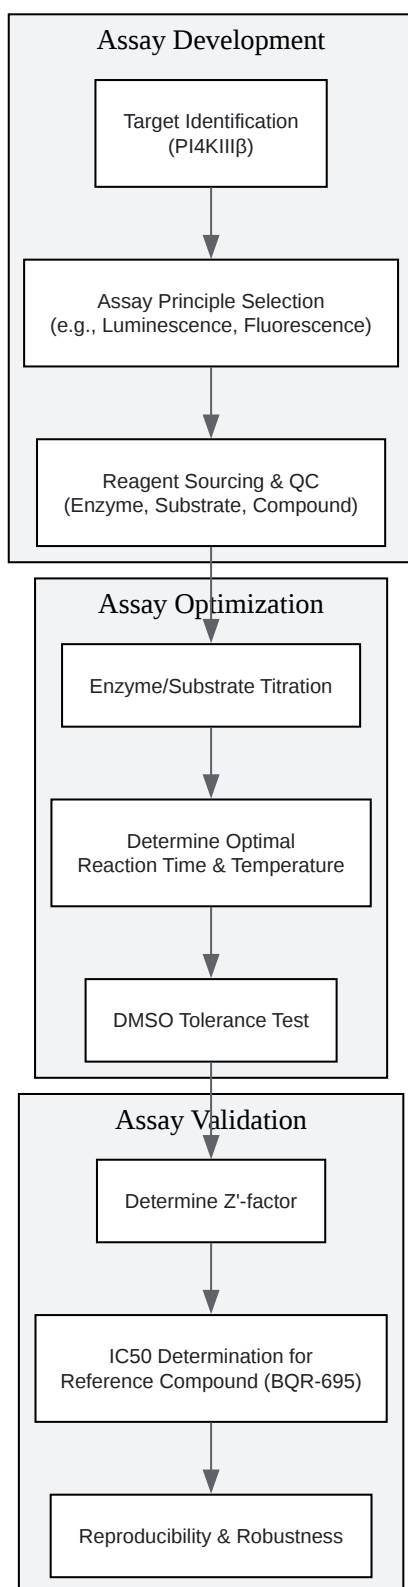 Assay Development
Target Identification
(PI4KIIIβ)
Assay Principle Selection
(e.g., Luminescence, Fluorescence)
Reagent Sourcing & QC
(Enzyme, Substrate, Compound)
Assay Optimization
Enzyme/Substrate Titration
Determine Optimal
Reaction Time & Temperature
DMSO Tolerance Test
Assay Validation
Determine Z'-factor
IC50 Determination for
Reference Compound (BQR-695)
Reproducibility & Robustness